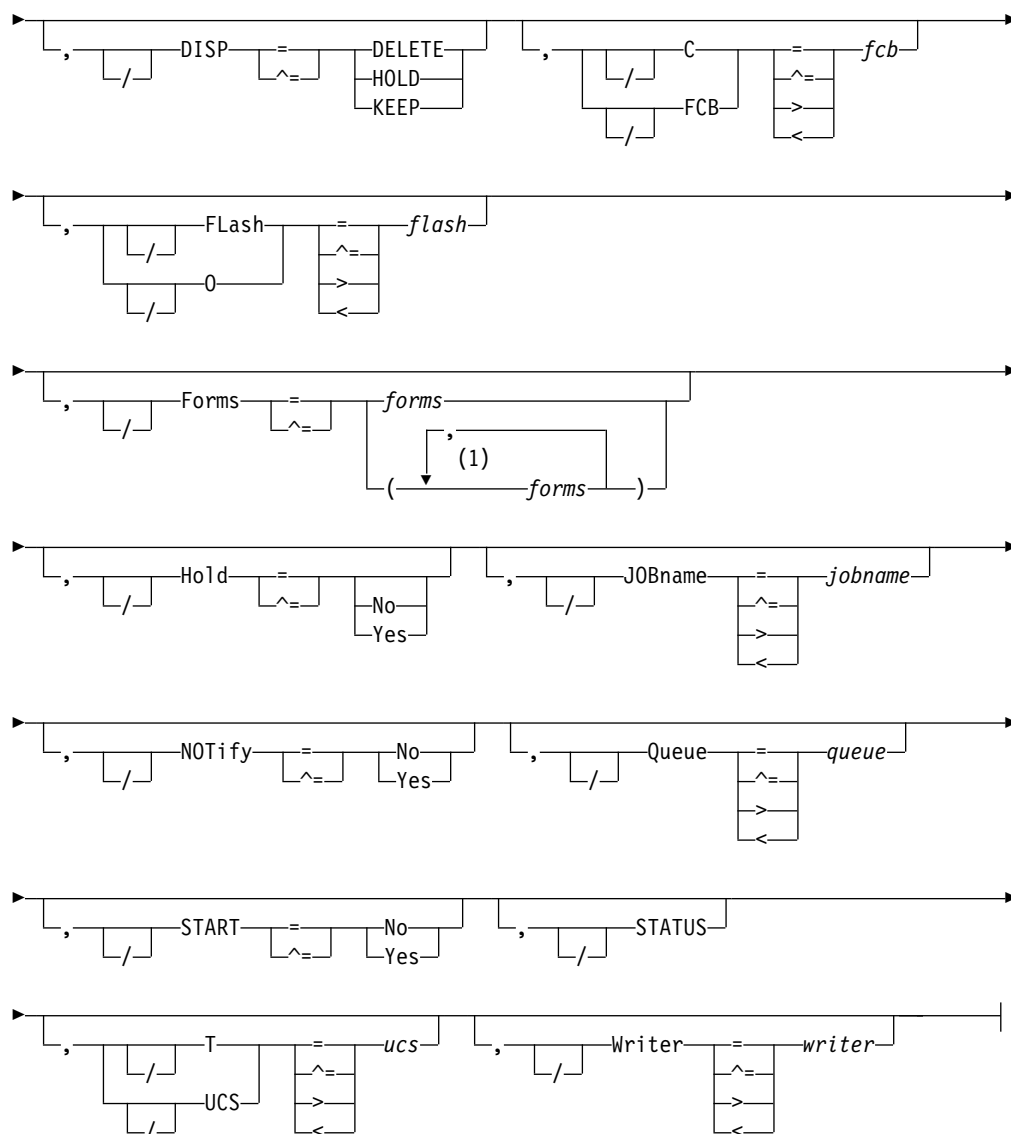 , / DISP = DELETE , / C = fcb
^= HOLD ^=
KEEP / FCB >
<
, / FLash = flash
^=
/ O >
<
, / Forms = forms
^= ,
(1)
( forms )
, / Hold = , / JOBname = jobname
^= No ^=
Yes >
<
, / NOTify = No , / Queue = queue
^= Yes ^=
>
<
, / START = No , / STATUS
^= Yes
, / T = ucs , / Writer = writer
^= ^=
/ UCS > >
< <